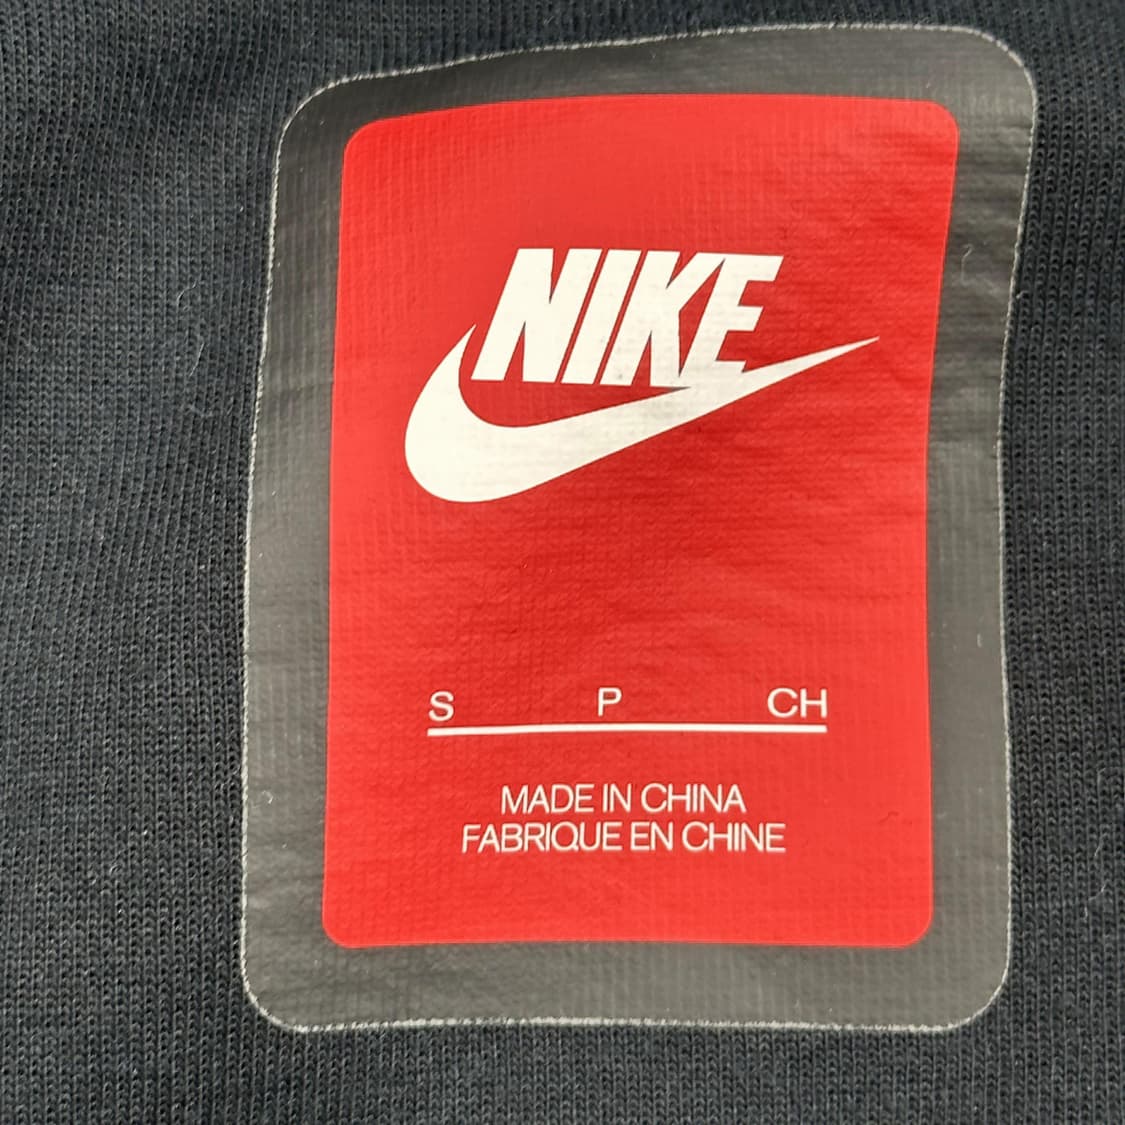 NIKE
S P CH
MADE IN CHINA
FABRIQUE EN CHINE